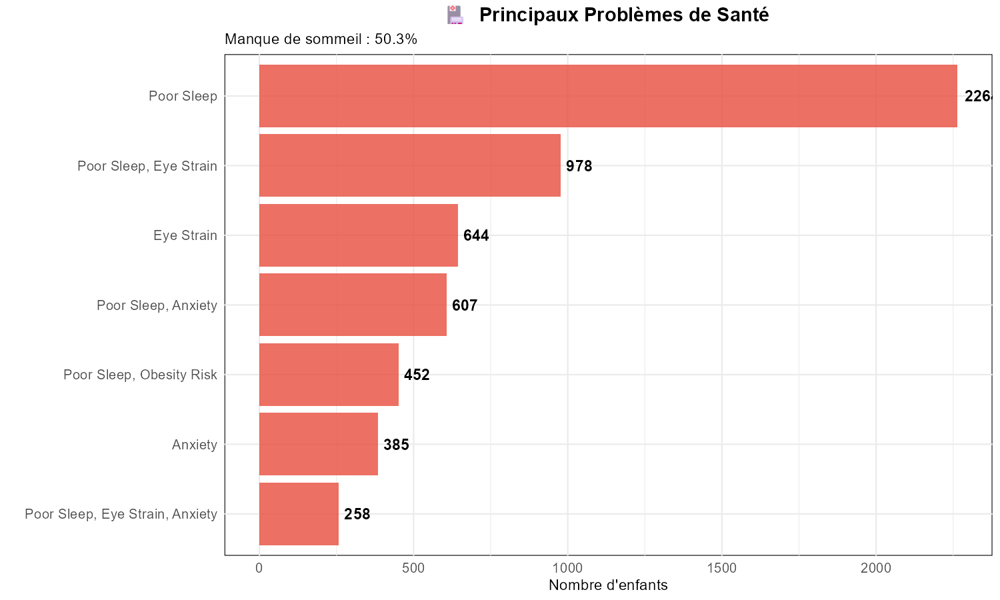 Principaux Problèmes de Santé
Manque de sommeil : 50.3%
Poor Sleep
2264
Poor Sleep, Eye Strain
978
Eye Strain
644
Poor Sleep, Anxiety
607
Poor Sleep, Obesity Risk
452
Anxiety
385
Poor Sleep, Eye Strain, Anxiety
258
0 500 1000 1500 2000
Nombre d'enfants